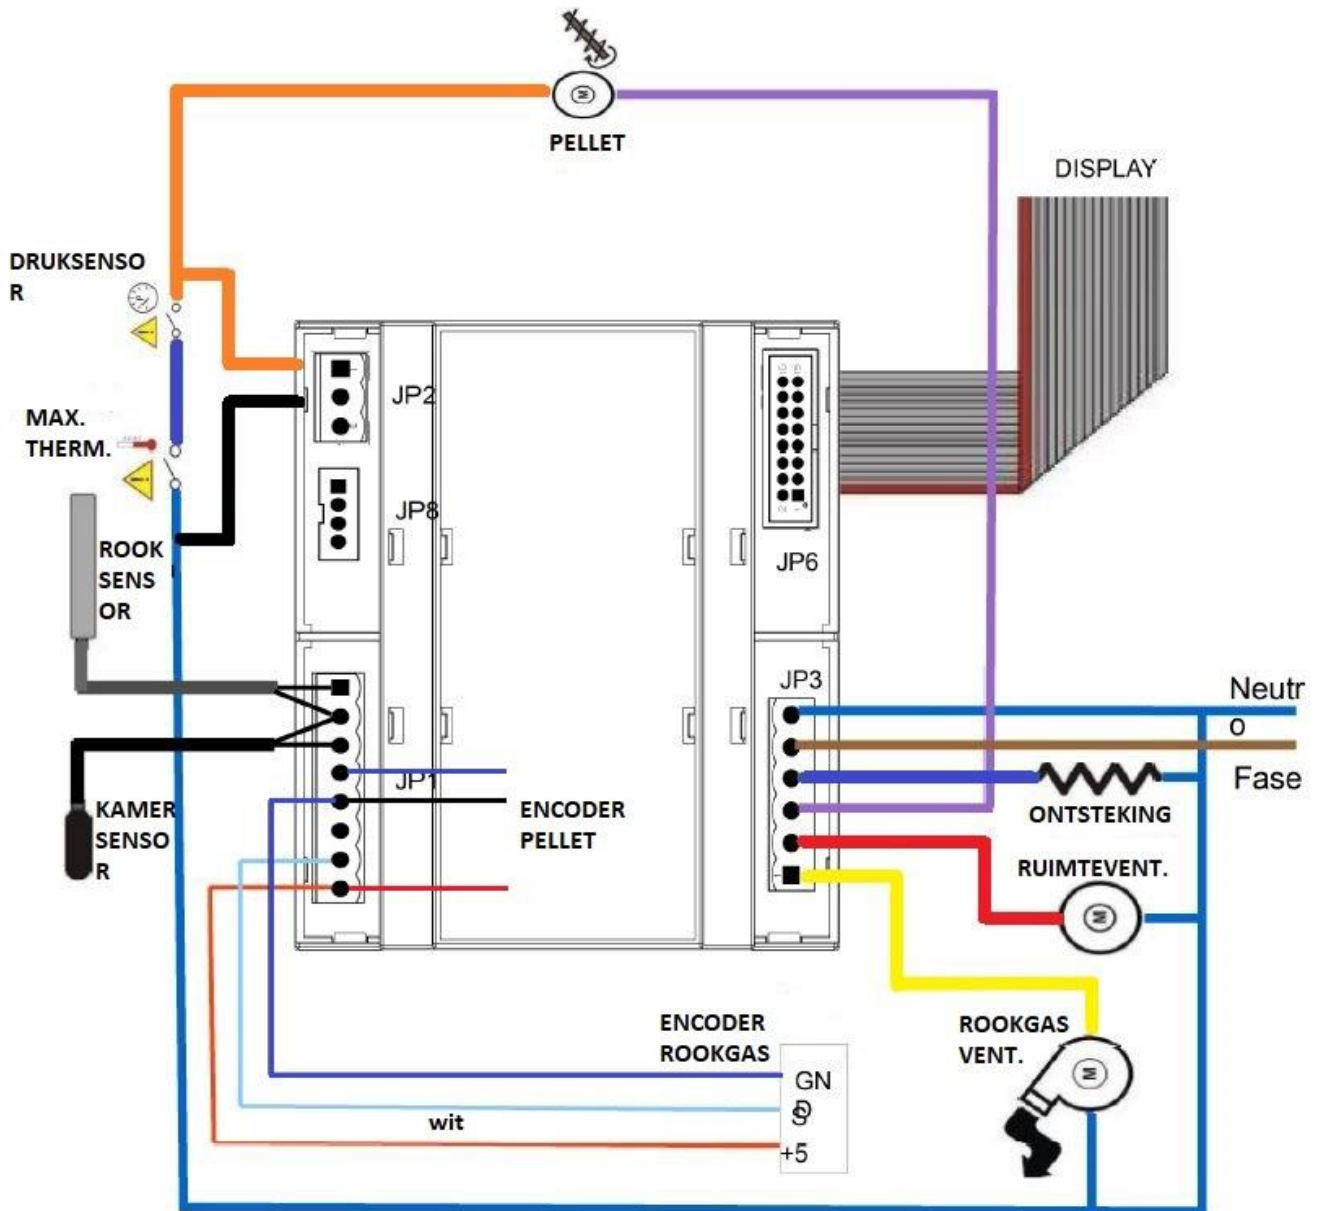 PELLET
DISPLAY
DRUKSENSO
R
MAX.
THERM.
JP2
JP8
JP6
ROOK
SENS
OR
JP3
Neutr
o
Fase
JP1
ENCODER
PELLET
ONTSTEKING
KAMER
SENSO
R
RUIMTEVENT.
ENCODER
ROOKGAS
ROOKGAS
VENT.
GN
D
S
wit
+5
M
M
M